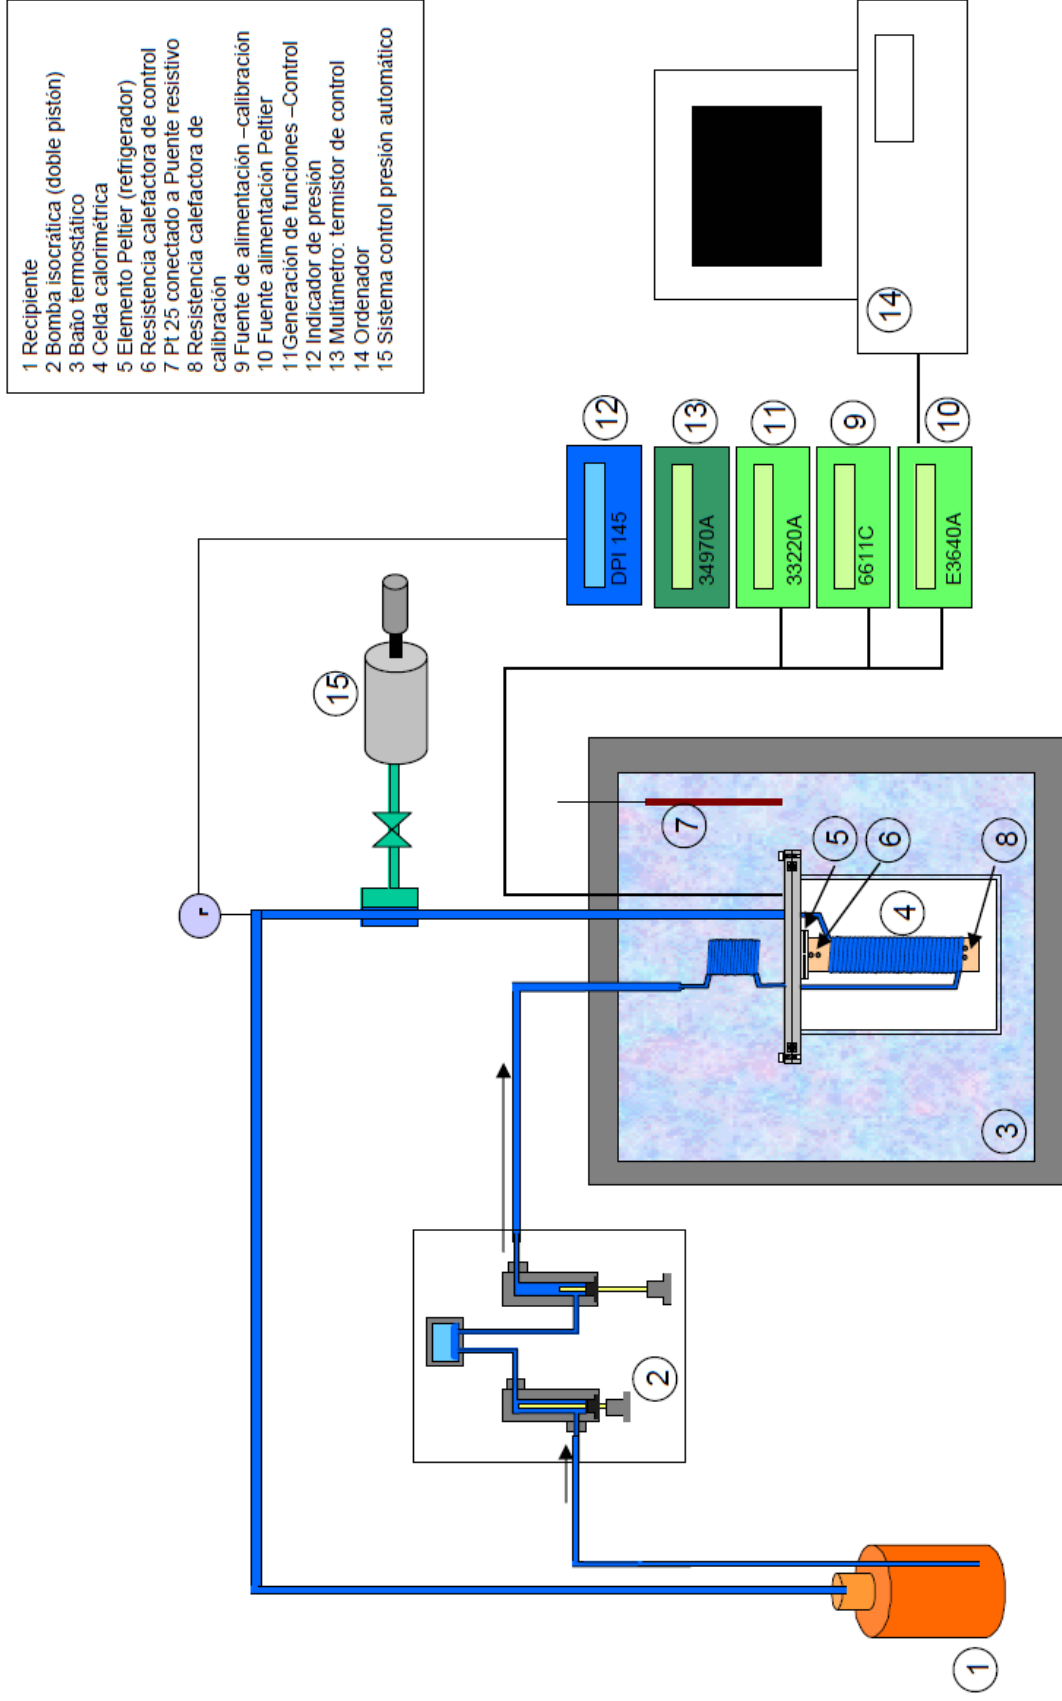 1 Recipiente
2 Bomba isocrática (doble pistón)
3 Baño termostático
4 Celda calorimétrica
5 Elemento Peltier (refrigerador)
6 Resistencia calefactora de control
7 Pt 25 conectado a Puente resistivo
8 Resistencia calefactora de
calibración
9 Fuente de alimentación –calibración
10 Fuente alimentación Peltier
11Generación de funciones –Control
12 Indicador de presión
13 Multímetro: termistor de control
14 Ordenador
15 Sistema control presión automático
r
15
12
DPI 145
13
34970A
11
33220A
9
6611C
10
E3640A
14
7
5
6
4
8
3
2
1